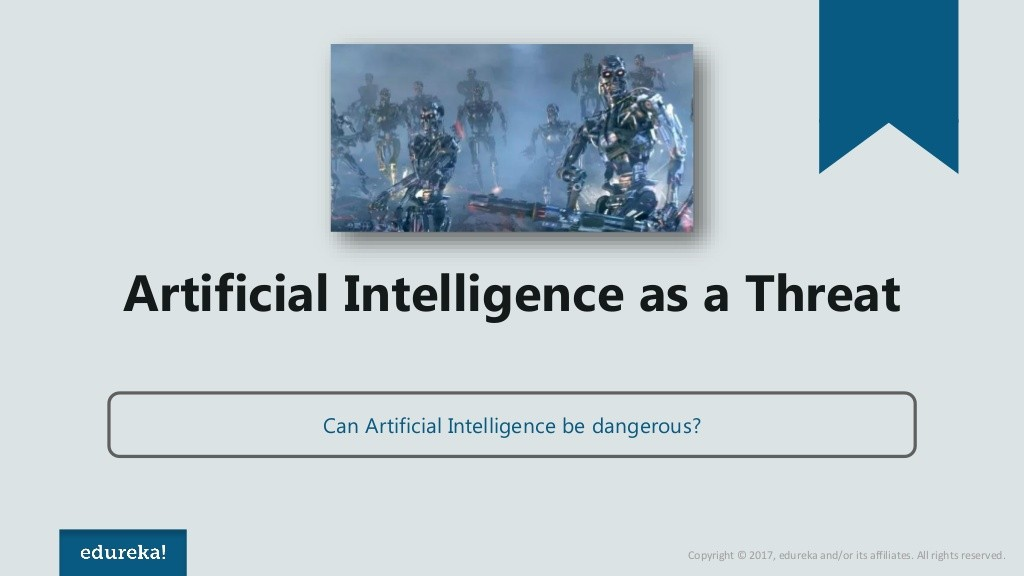 Artificial Intelligence as a Threat
Can Artificial Intelligence be dangerous?
edureka!
Copyright © 2017, edureka and/or its affiliates. All rights reserved.